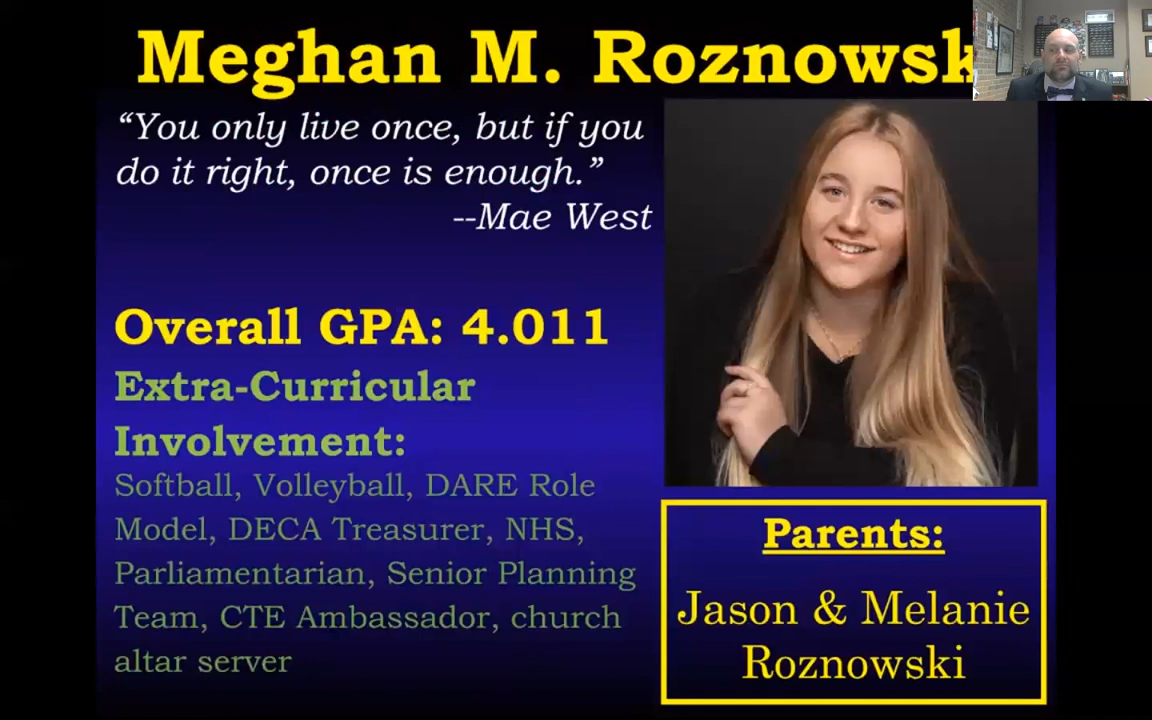 Meghan M. Roznowsk
“You only live once, but if you
do it right, once is enough.”
--Mae West
Overall GPA: 4.011
Extra-Curricular
Involvement:
Softball, Volleyball, DARE Role
Model, DECA Treasurer, NHS,
Parliamentarian, Senior Planning
Team, CTE Ambassador, church
altar server
Parents:
Jason & Melanie
Roznowski